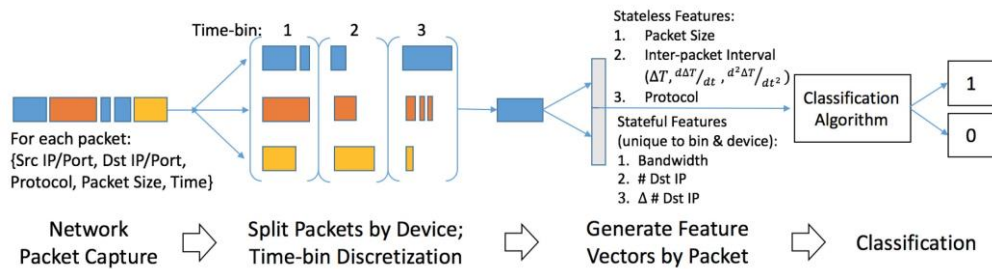 Time-bin: 1 2 3
For each packet:
{Src IP/Port, Dst IP/Port,
Protocol, Packet Size, Time}
Stateless Features:
1. Packet Size
2. Inter-packet Interval
(ΔT, dΔT/dt , d²ΔT/dt²)
3. Protocol
Stateful Features
(unique to bin & device):
1. Bandwidth
2. # Dst IP
3. Δ # Dst IP
Classification
Algorithm
1
0
Network
Packet Capture
Split Packets by Device;
Time-bin Discretization
Generate Feature
Vectors by Packet
Classification